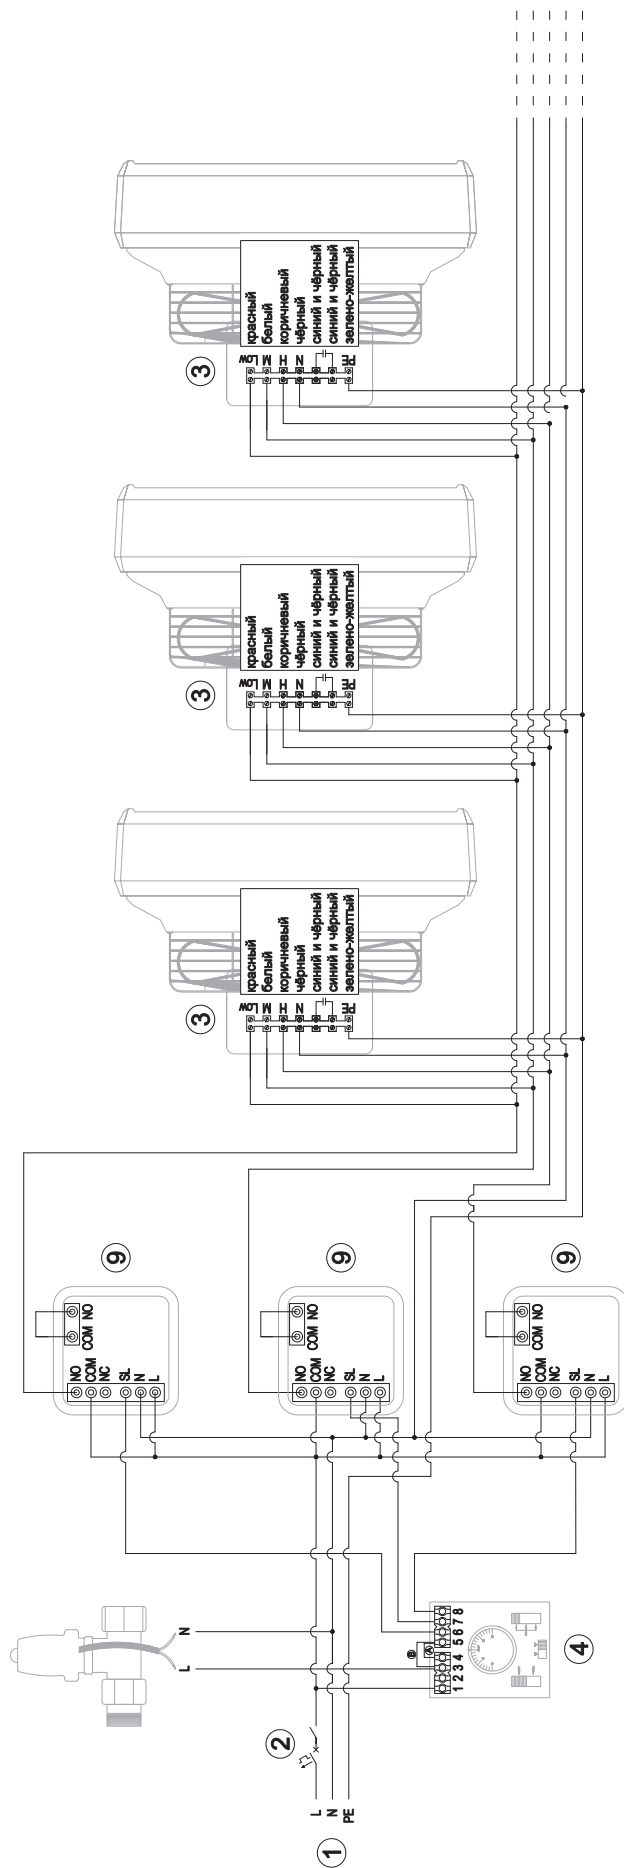 3
Low
M
H
N
PE
красный
белый
коричневый
чёрный
синий и чёрный
синий и чёрный
зелено-желтый
3
Low
M
H
N
PE
красный
белый
коричневый
чёрный
синий и чёрный
синий и чёрный
зелено-желтый
3
Low
M
H
N
PE
красный
белый
коричневый
чёрный
синий и чёрный
синий и чёрный
зелено-желтый
9
COM NO
NO
COM
NC
SL
N
L
9
COM NO
NO
COM
NC
SL
N
L
9
COM NO
NO
COM
NC
SL
N
L
L
N
2
L
N
PE
1
B
A
1 2 3 4 5 6 7 8
4